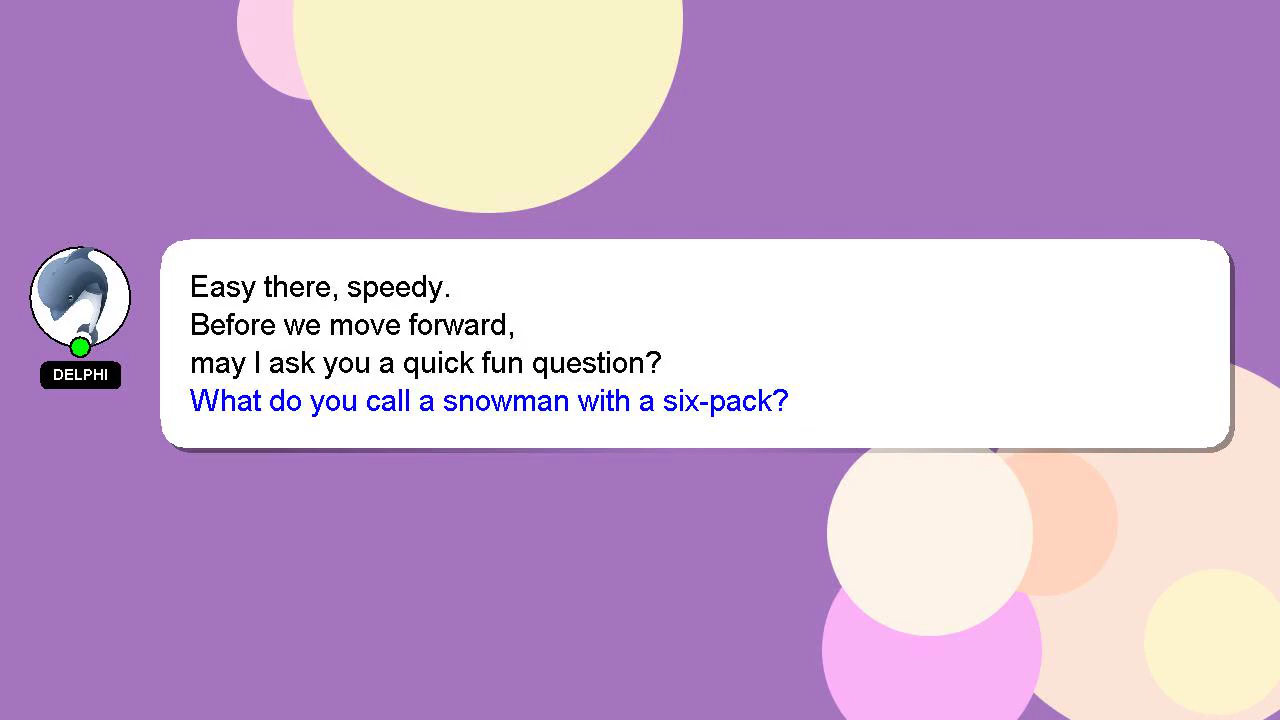 Easy there, speedy.
Before we move forward,
may I ask you a quick fun question?
What do you call a snowman with a six-pack?
DELPHI